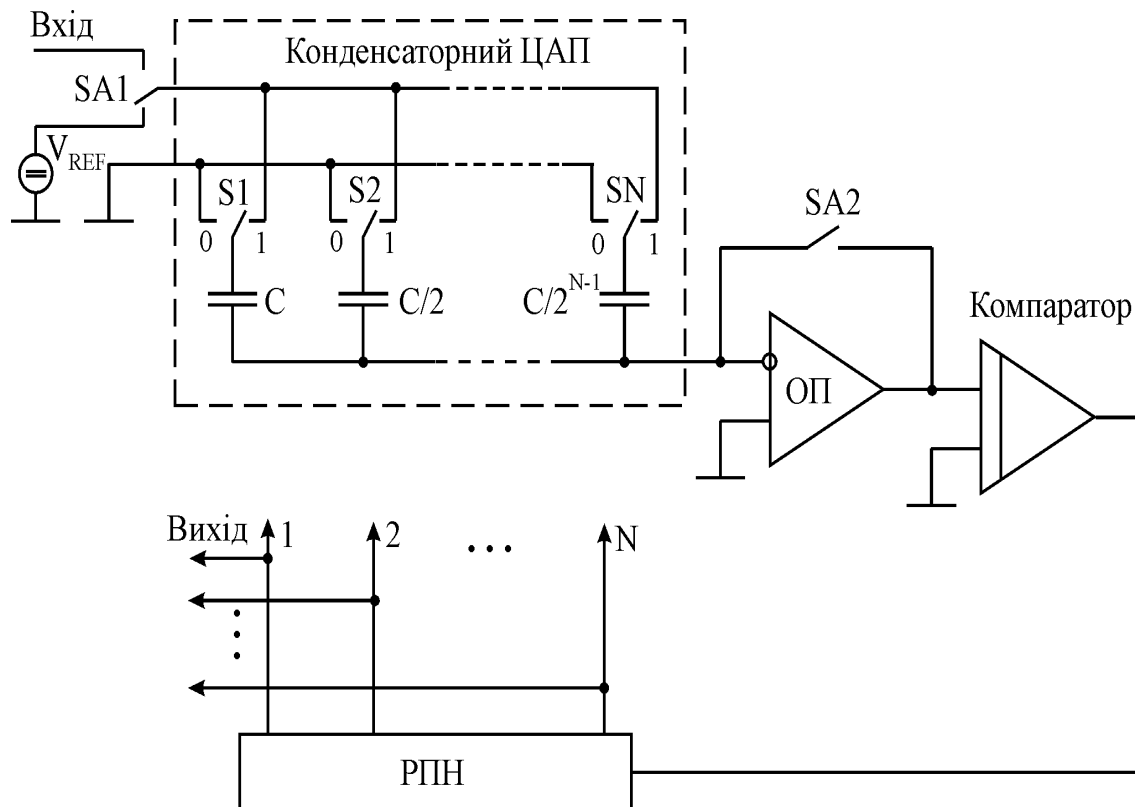 Вхід
Конденсаторний ЦАП
SA1
VREF
S1
S2
SN
SA2
0
1
0
1
0
1
C
C/2
C/2N-1
Компаратор
ОП
Вихід
1
2
...
N
РПН